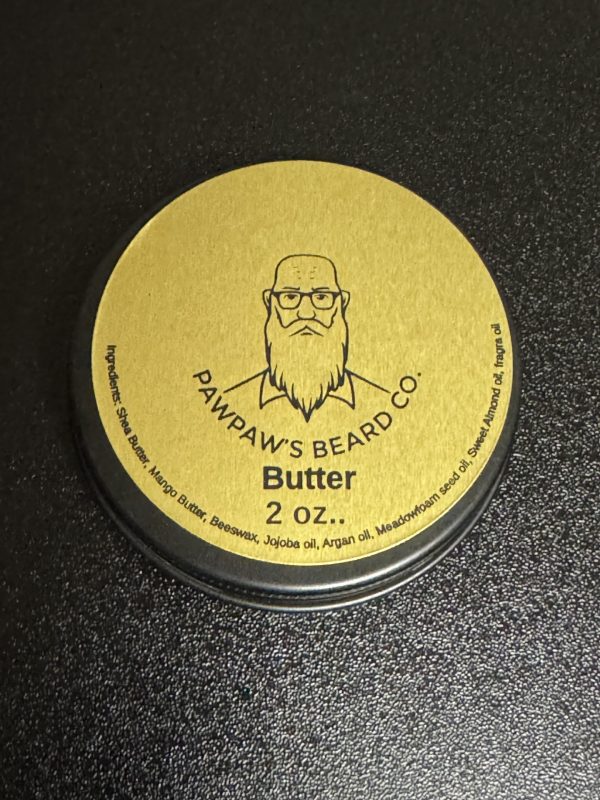 PAWPAW'S BEARD CO.
Butter
2 oz..
Ingredients: Shea Butter, Mango Butter, Beeswax, Jojoba oil, Argan oil, Meadowfoam seed oil, Sweet Almond oil, fragra oil